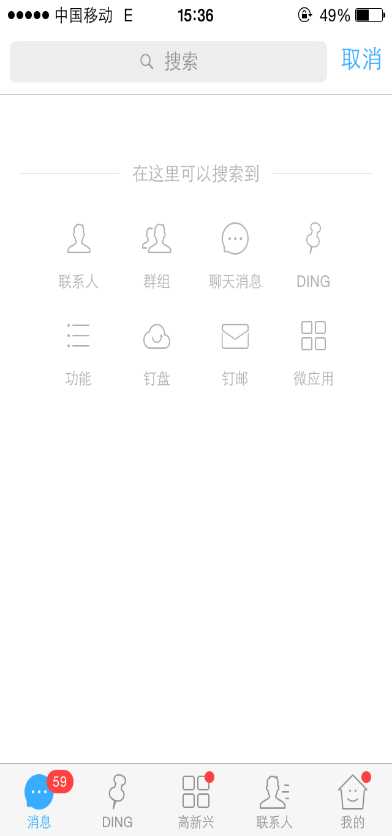 中国移动 E 15:36 49%
搜索 取消
在这里可以搜索到
联系人 群组 聊天消息 DING
功能 钉盘 钉邮 微应用
59
消息 DING 高新兴 联系人 我的